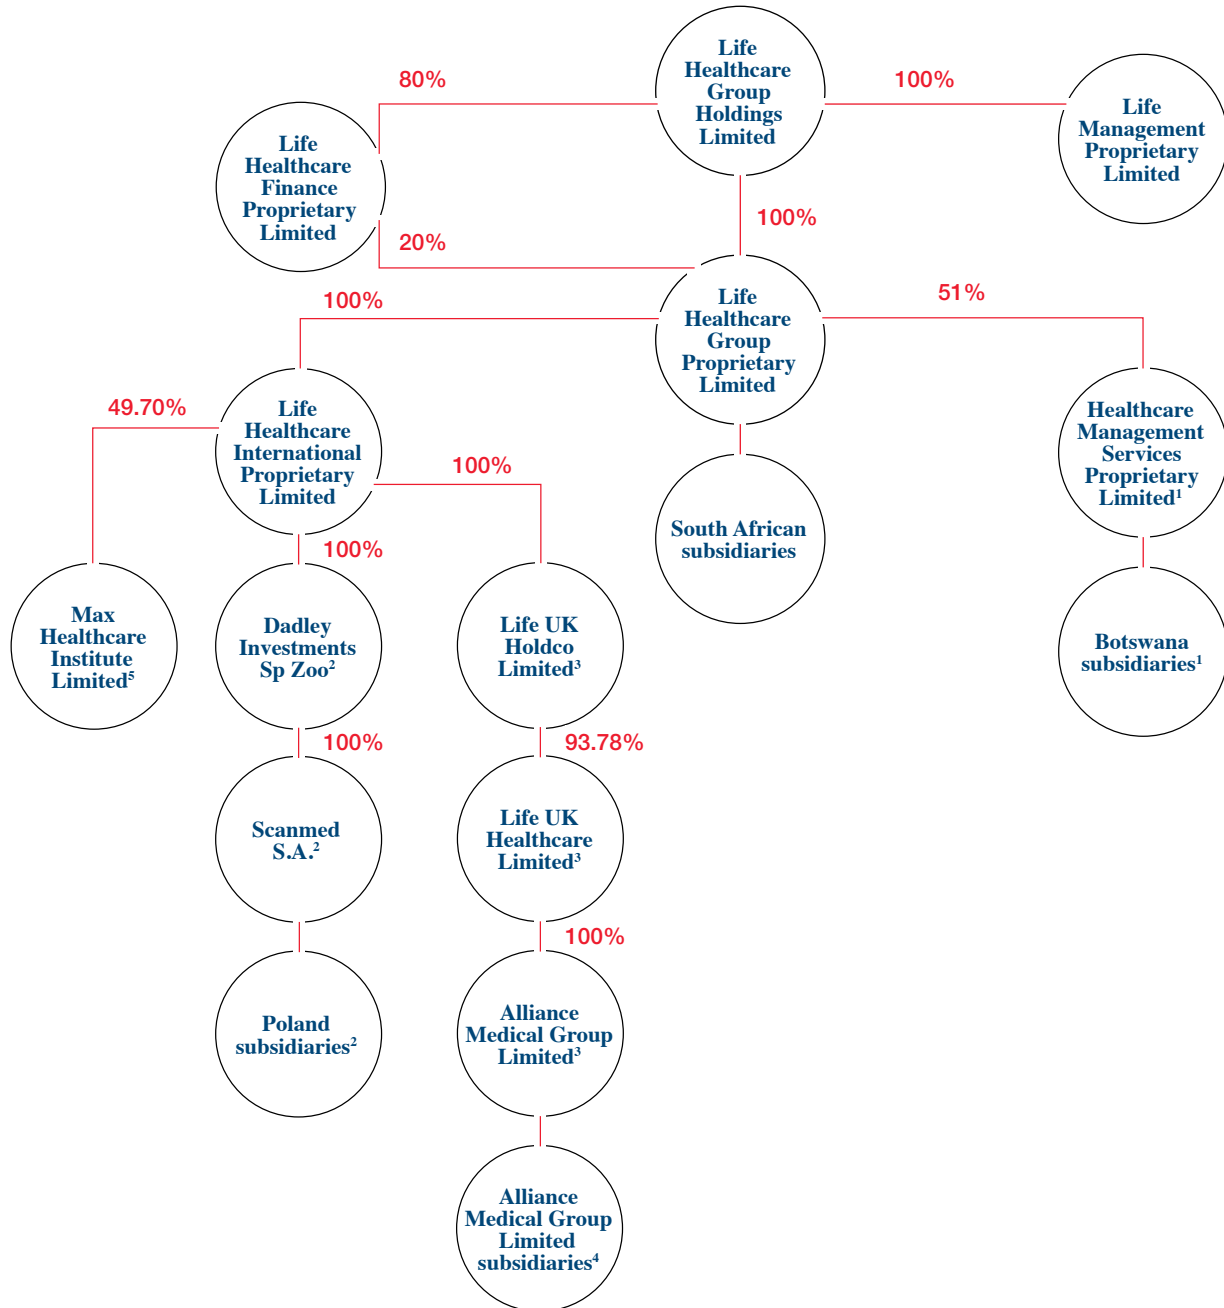 Life
Healthcare
Group
Holdings
Limited
80%
100%
Life
Management
Proprietary
Limited
Life
Healthcare
Finance
Proprietary
Limited
100%
20%
Life
Healthcare
Group
Proprietary
Limited
100%
51%
49.70%
Life
Healthcare
International
Proprietary
Limited
100%
Healthcare
Management
Services
Proprietary
Limited¹
South African
subsidiaries
100%
Max
Healthcare
Institute
Limited⁵
Dadley
Investments
Sp Zoo²
Life UK
Holdco
Limited³
Botswana
subsidiaries¹
100%
93.78%
Scanmed
S.A.²
Life UK
Healthcare
Limited³
100%
Poland
subsidiaries²
Alliance
Medical Group
Limited³
Alliance
Medical Group
Limited
subsidiaries⁴